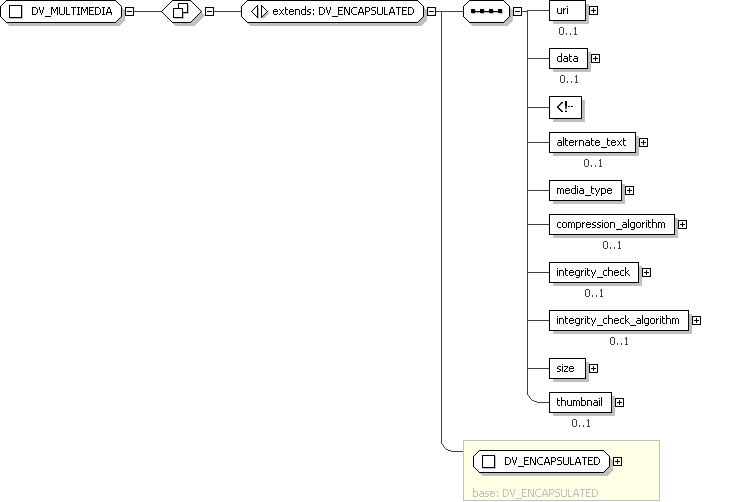 DV_MULTIMEDIA
extends: DV_ENCAPSULATED
uri
0..1
data
0..1
<!--
alternate_text
0..1
media_type
compression_algorithm
0..1
integrity_check
0..1
integrity_check_algorithm
0..1
size
thumbnail
0..1
DV_ENCAPSULATED
base: DV_ENCAPSULATED